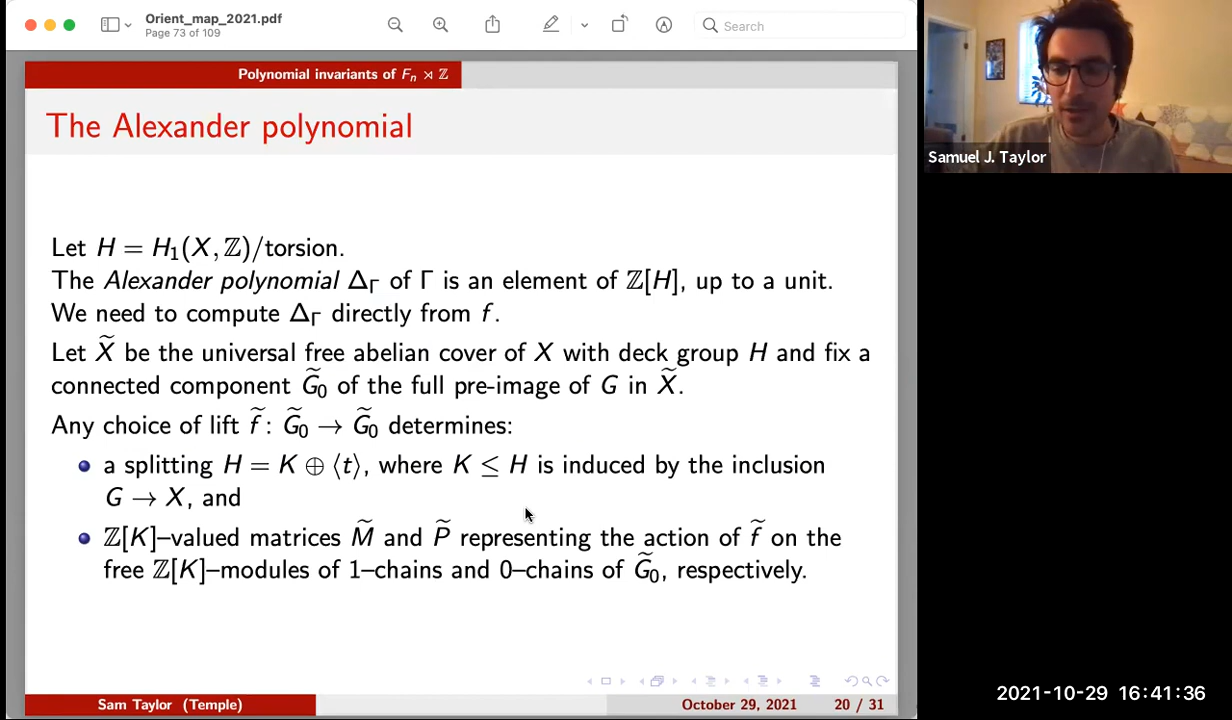 Orient_map_2021.pdf
Page 73 of 109
Search
Polynomial invariants of Fₙ ⋊ ℤ
The Alexander polynomial
Let H = H₁(X, ℤ)/torsion.
The Alexander polynomial Δ_Γ of Γ is an element of ℤ[H], up to a unit.
We need to compute Δ_Γ directly from f.
Let X̃ be the universal free abelian cover of X with deck group H and fix a
connected component G̃₀ of the full pre-image of G in X̃.
Any choice of lift f̃ : G̃₀ → G̃₀ determines:
a splitting H = K ⊕ ⟨t⟩, where K ≤ H is induced by the inclusion
G → X, and
ℤ[K]–valued matrices M̃ and P̃ representing the action of f̃ on the
free ℤ[K]–modules of 1–chains and 0–chains of G̃₀, respectively.
Sam Taylor (Temple)
October 29, 2021
20 / 31
Samuel J. Taylor
2021-10-29 16:41:36